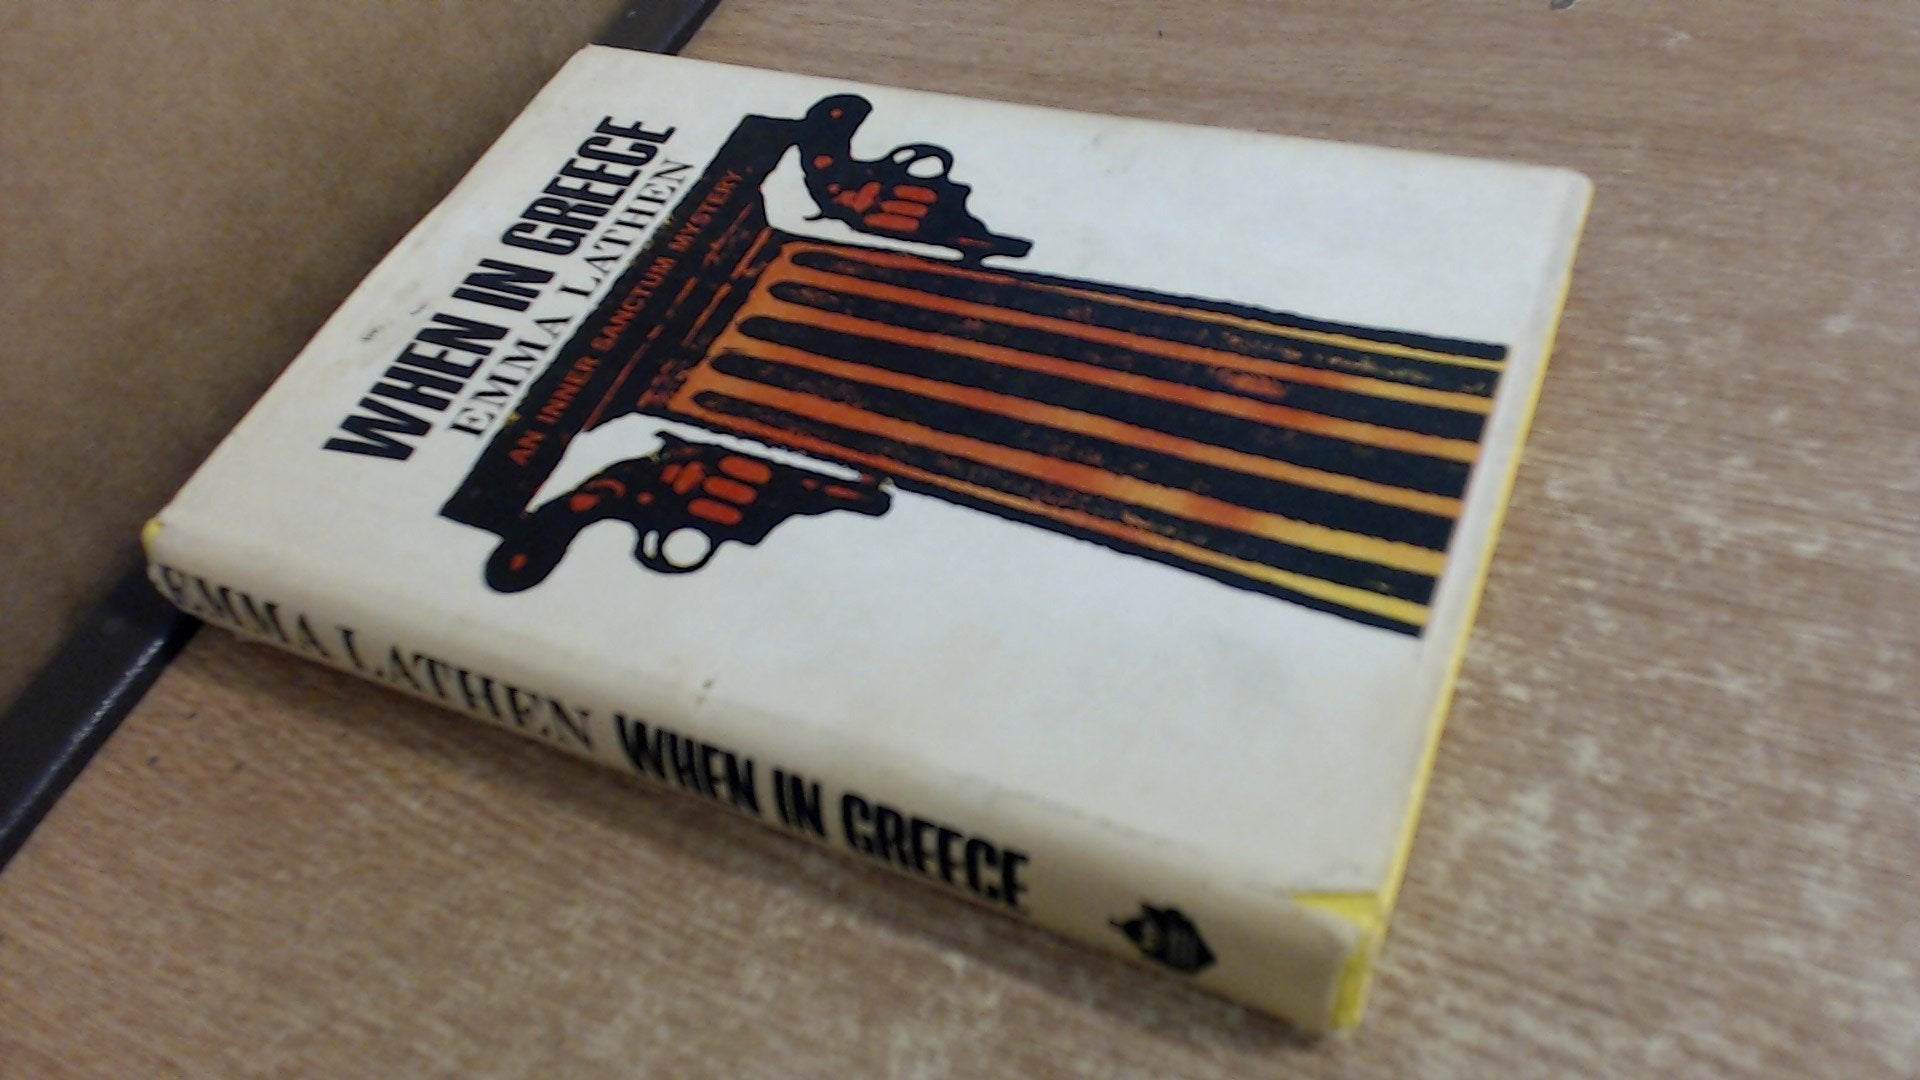 WHEN IN GREECE
EMMA LATHEN
AN INNER SANCTUM MYSTERY
EMMA LATHEN WHEN IN GREECE